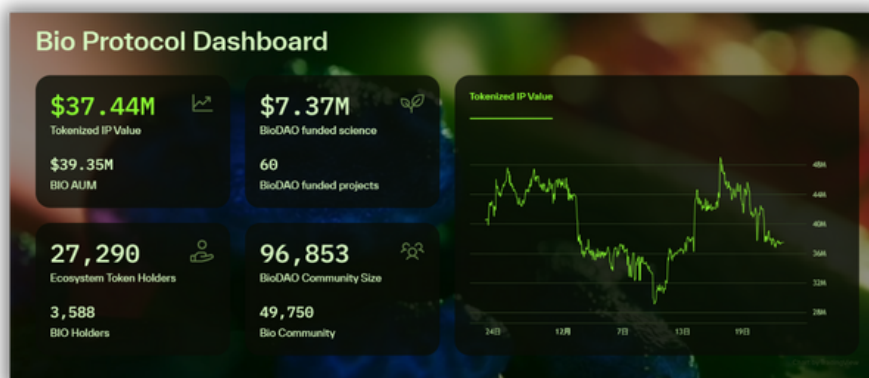 Bio Protocol Dashboard
$37.44M
Tokenized IP Value
$39.35M
BIO AUM
$7.37M
BioDAO funded science
60
BioDAO funded projects
27,290
Ecosystem Token Holders
3,588
BIO Holders
96,853
BioDAO Community Size
49,750
Bio Community
Tokenized IP Value
48M
44M
40M
36M
32M
28M
24日 12月 7日 13日 19日